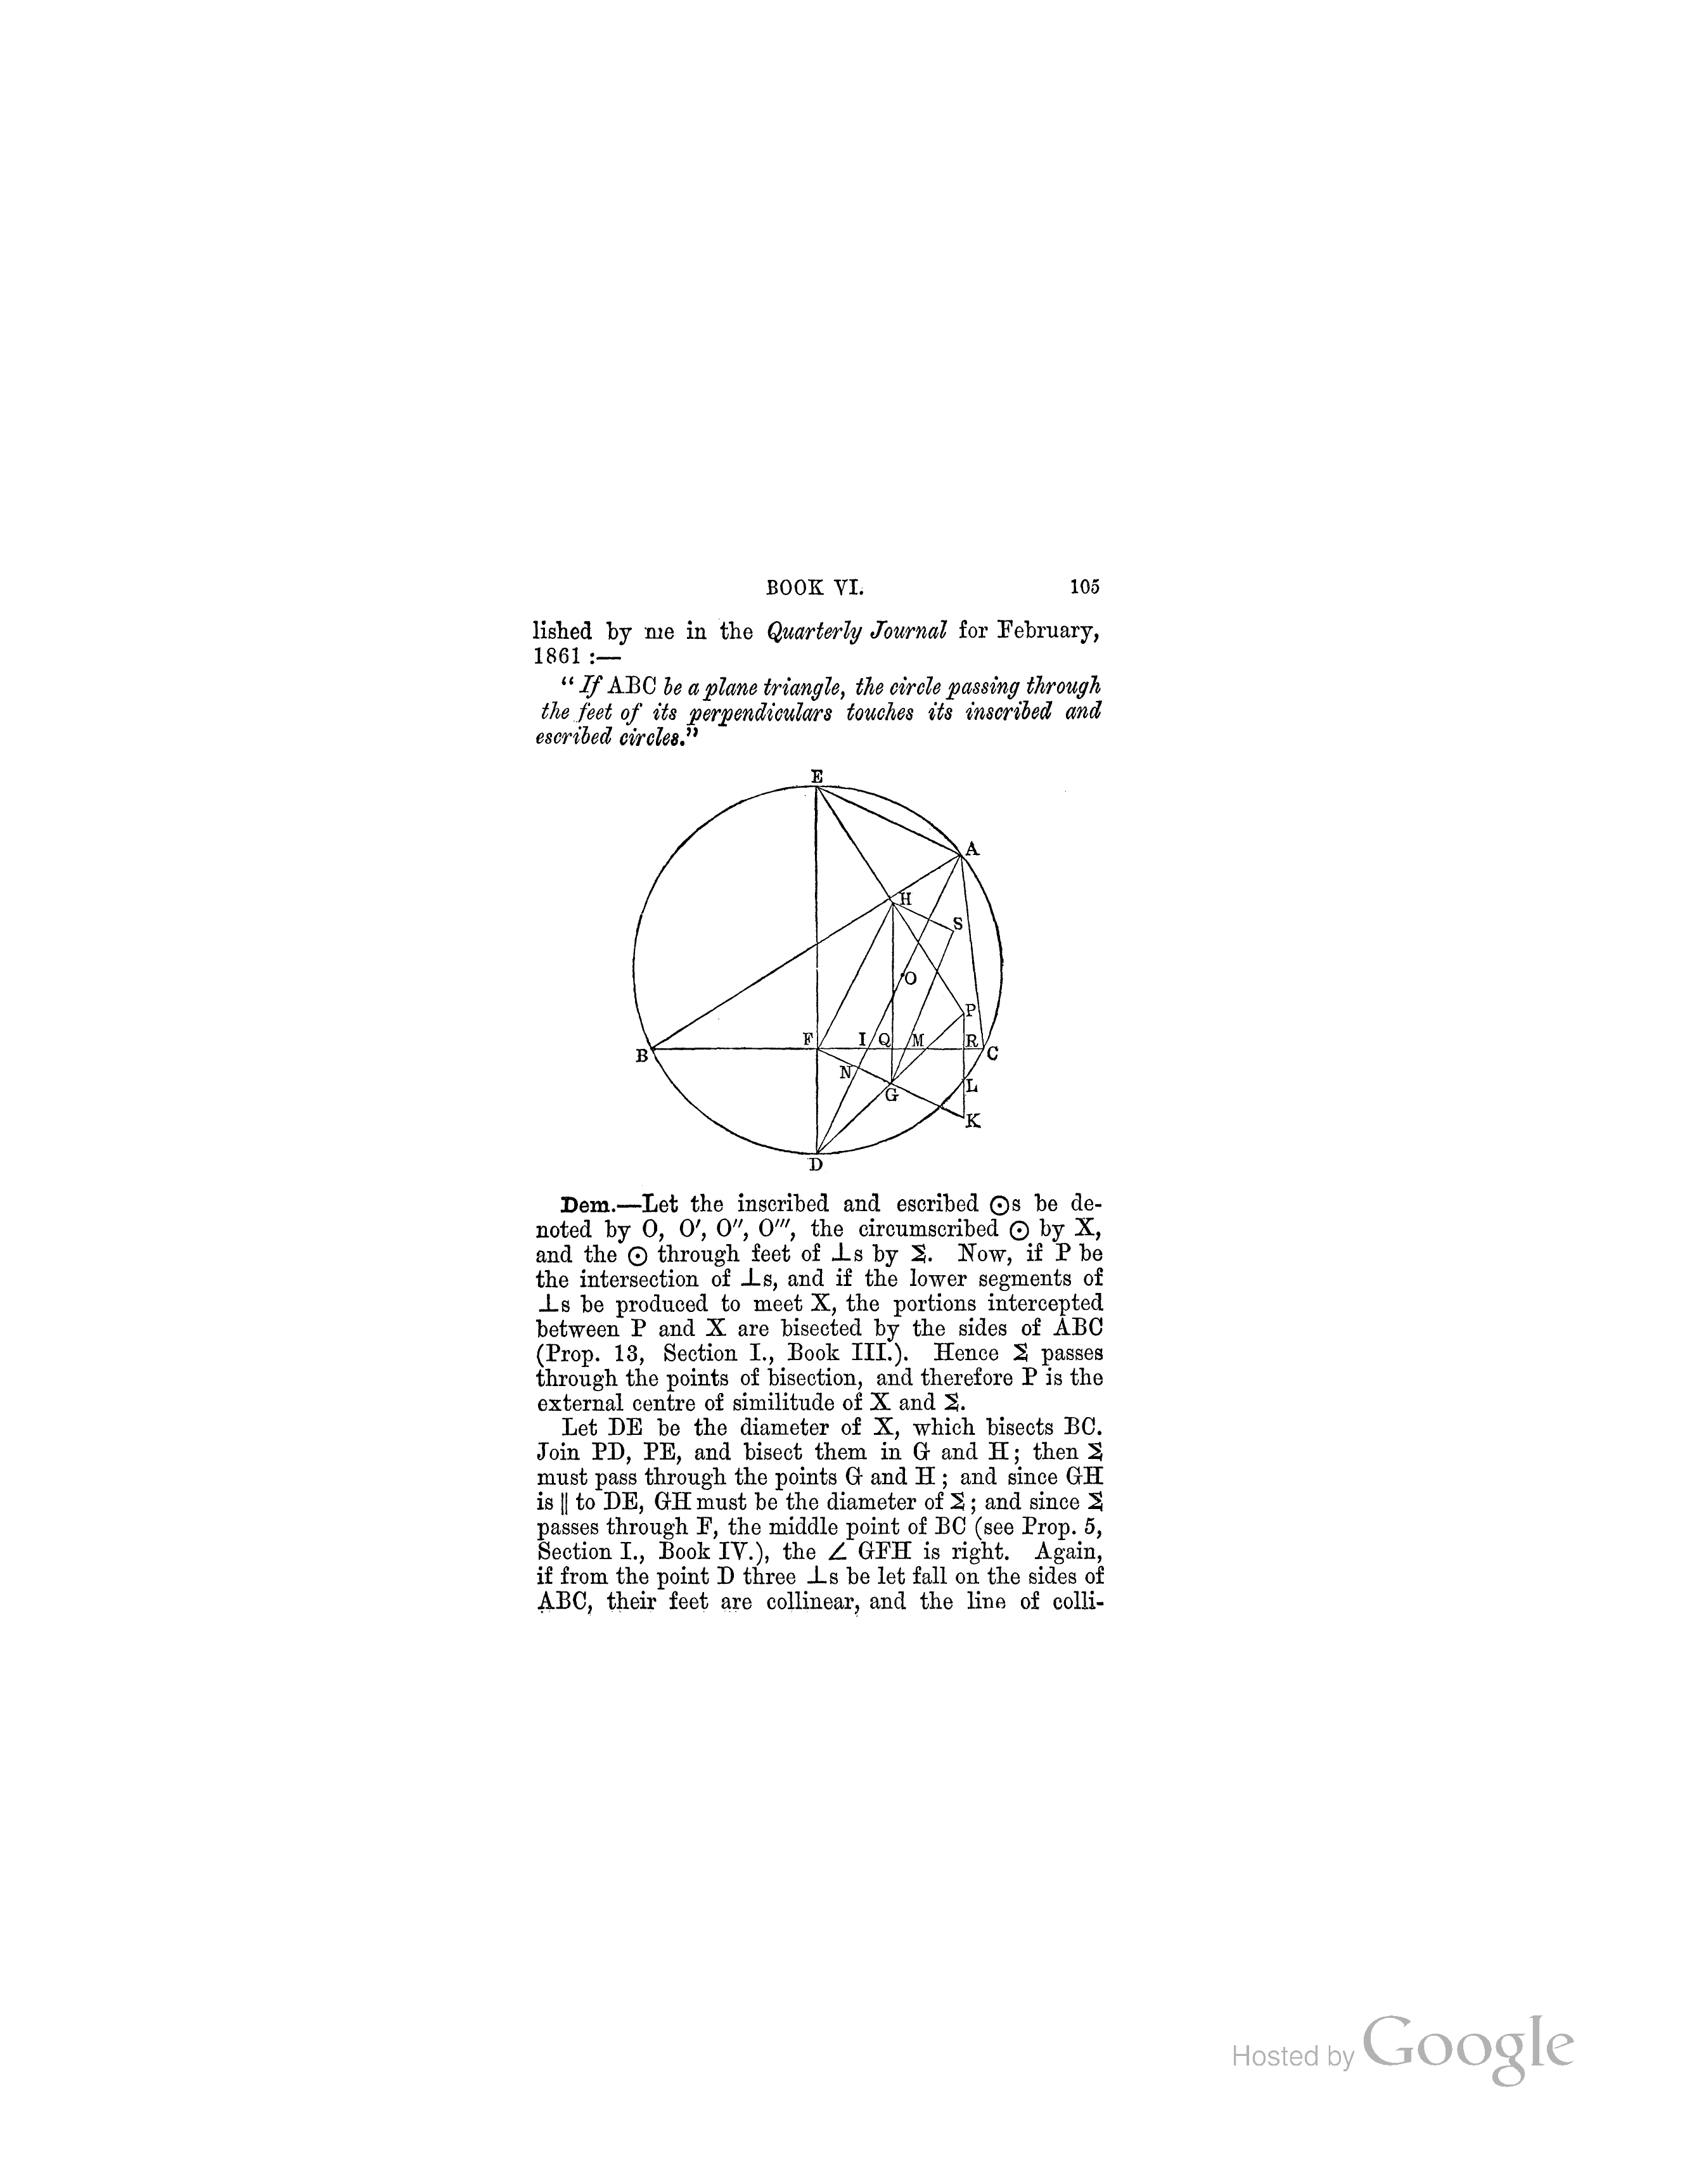 BOOK VI. 105
lished by me in the Quarterly Journal for February,
1861 :—
“If ABC be a plane triangle, the circle passing through
the feet of its perpendiculars touches its inscribed and
escribed circles.”
E
A
H
S
O
P
B F I Q M R C
N
G
L
K
D
Dem.—Let the inscribed and escribed ⊙s be de-
noted by O, O′, O″, O‴, the circumscribed ⊙ by X,
and the ⊙ through feet of ⊥s by Σ. Now, if P be
the intersection of ⊥s, and if the lower segments of
⊥s be produced to meet X, the portions intercepted
between P and X are bisected by the sides of ABC
(Prop. 13, Section I., Book III.). Hence Σ passes
through the points of bisection, and therefore P is the
external centre of similitude of X and Σ.
Let DE be the diameter of X, which bisects BC.
Join PD, PE, and bisect them in G and H; then Σ
must pass through the points G and H; and since GH
is || to DE, GH must be the diameter of Σ; and since Σ
passes through F, the middle point of BC (see Prop. 5,
Section I., Book IV.), the ∠ GFH is right. Again,
if from the point D three ⊥s be let fall on the sides of
ABC, their feet are collinear, and the line of colli-
Hosted by Google